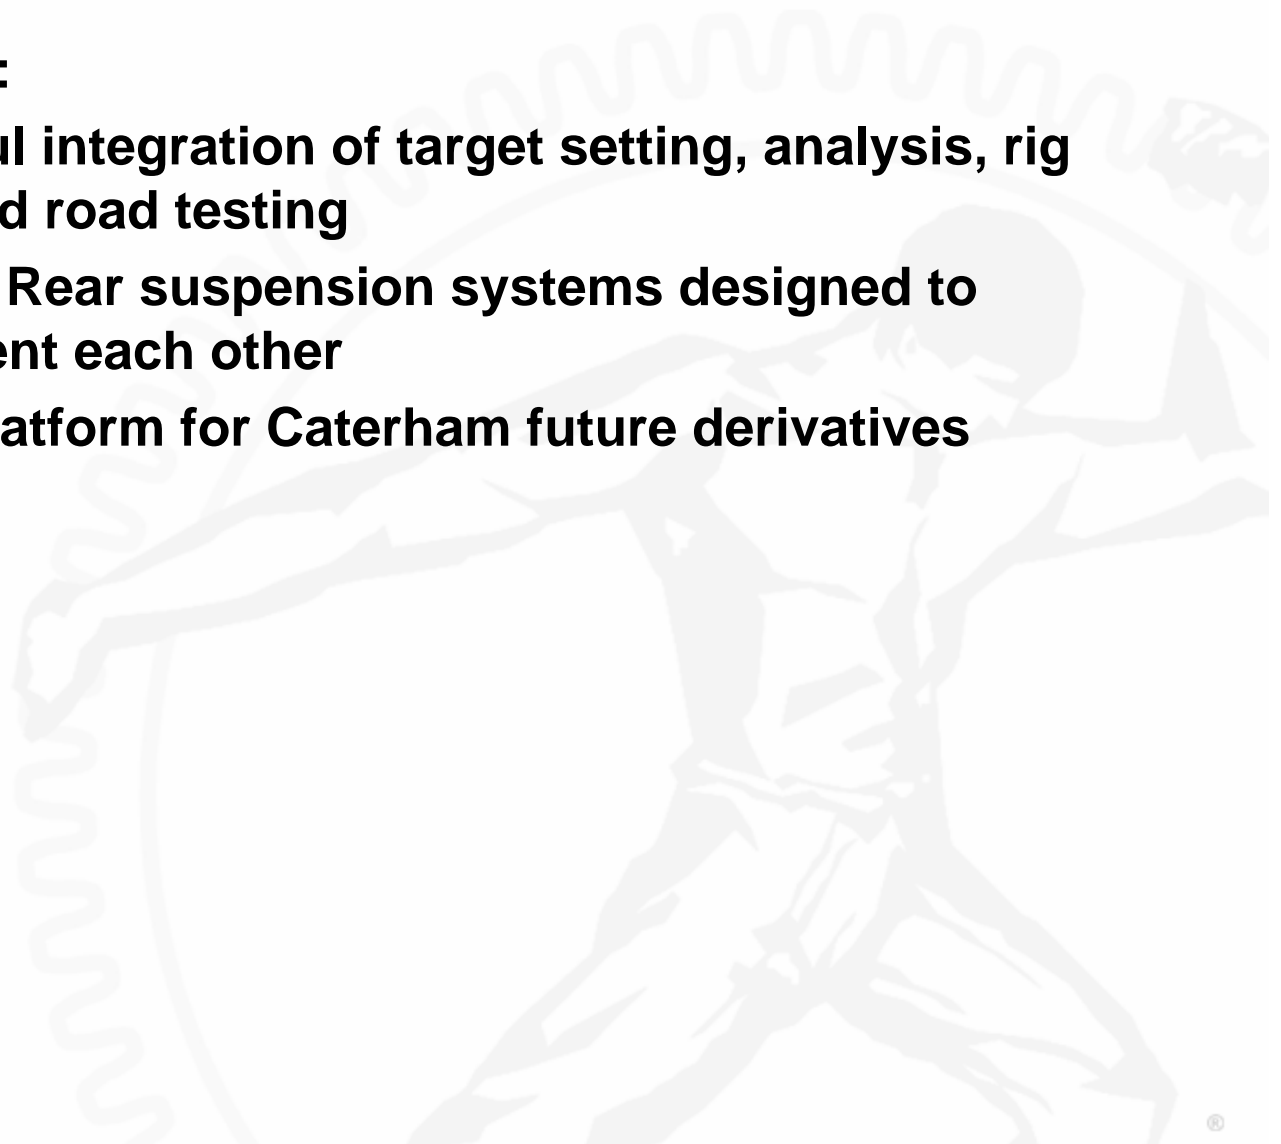 :
ul integration of target setting, analysis, rig
d road testing
Rear suspension systems designed to
ent each other
atform for Caterham future derivatives
®